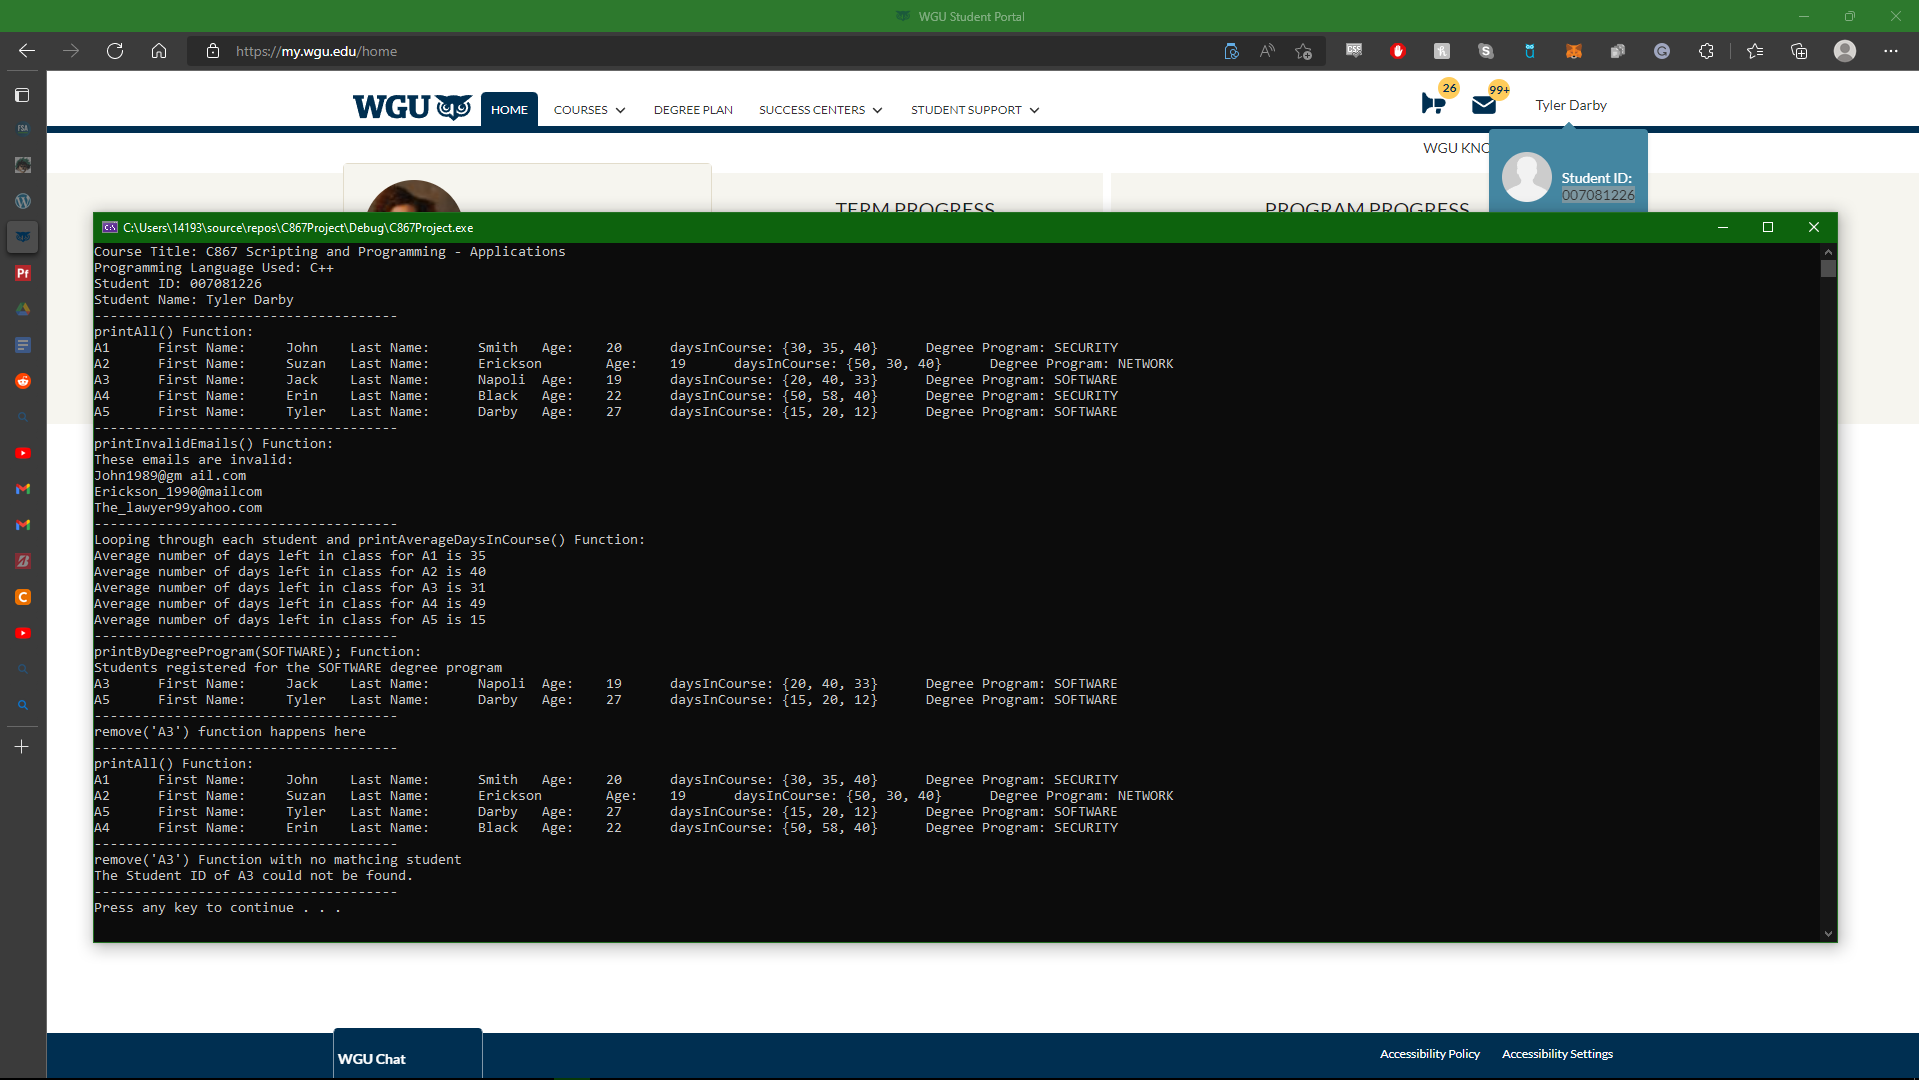 WGU Student Portal
https://my.wgu.edu/home
WGU
HOME
COURSES
DEGREE PLAN
SUCCESS CENTERS
STUDENT SUPPORT
26
99+
Tyler Darby
WGU KNO
Student ID:
007081226
TERM PROGRESS
PROGRAM PROGRESS
C:\Users\14193\source\repos\C867Project\Debug\C867Project.exe
Course Title: C867 Scripting and Programming - Applications
Programming Language Used: C++
Student ID: 007081226
Student Name: Tyler Darby
--------------------------------------
printAll() Function:
A1 First Name: John Last Name: Smith Age: 20 daysInCourse: {30, 35, 40} Degree Program: SECURITY
A2 First Name: Suzan Last Name: Erickson Age: 19 daysInCourse: {50, 30, 40} Degree Program: NETWORK
A3 First Name: Jack Last Name: Napoli Age: 19 daysInCourse: {20, 40, 33} Degree Program: SOFTWARE
A4 First Name: Erin Last Name: Black Age: 22 daysInCourse: {50, 58, 40} Degree Program: SECURITY
A5 First Name: Tyler Last Name: Darby Age: 27 daysInCourse: {15, 20, 12} Degree Program: SOFTWARE
--------------------------------------
printInvalidEmails() Function:
These emails are invalid:
John1989@gm ail.com
Erickson_1990@mailcom
The_lawyer99yahoo.com
--------------------------------------
Looping through each student and printAverageDaysInCourse() Function:
Average number of days left in class for A1 is 35
Average number of days left in class for A2 is 40
Average number of days left in class for A3 is 31
Average number of days left in class for A4 is 49
Average number of days left in class for A5 is 15
--------------------------------------
printByDegreeProgram(SOFTWARE); Function:
Students registered for the SOFTWARE degree program
A3 First Name: Jack Last Name: Napoli Age: 19 daysInCourse: {20, 40, 33} Degree Program: SOFTWARE
A5 First Name: Tyler Last Name: Darby Age: 27 daysInCourse: {15, 20, 12} Degree Program: SOFTWARE
--------------------------------------
remove('A3') function happens here
--------------------------------------
printAll() Function:
A1 First Name: John Last Name: Smith Age: 20 daysInCourse: {30, 35, 40} Degree Program: SECURITY
A2 First Name: Suzan Last Name: Erickson Age: 19 daysInCourse: {50, 30, 40} Degree Program: NETWORK
A5 First Name: Tyler Last Name: Darby Age: 27 daysInCourse: {15, 20, 12} Degree Program: SOFTWARE
A4 First Name: Erin Last Name: Black Age: 22 daysInCourse: {50, 58, 40} Degree Program: SECURITY
--------------------------------------
remove('A3') Function with no mathcing student
The Student ID of A3 could not be found.
--------------------------------------
Press any key to continue . . .
WGU Chat
Accessibility Policy
Accessibility Settings